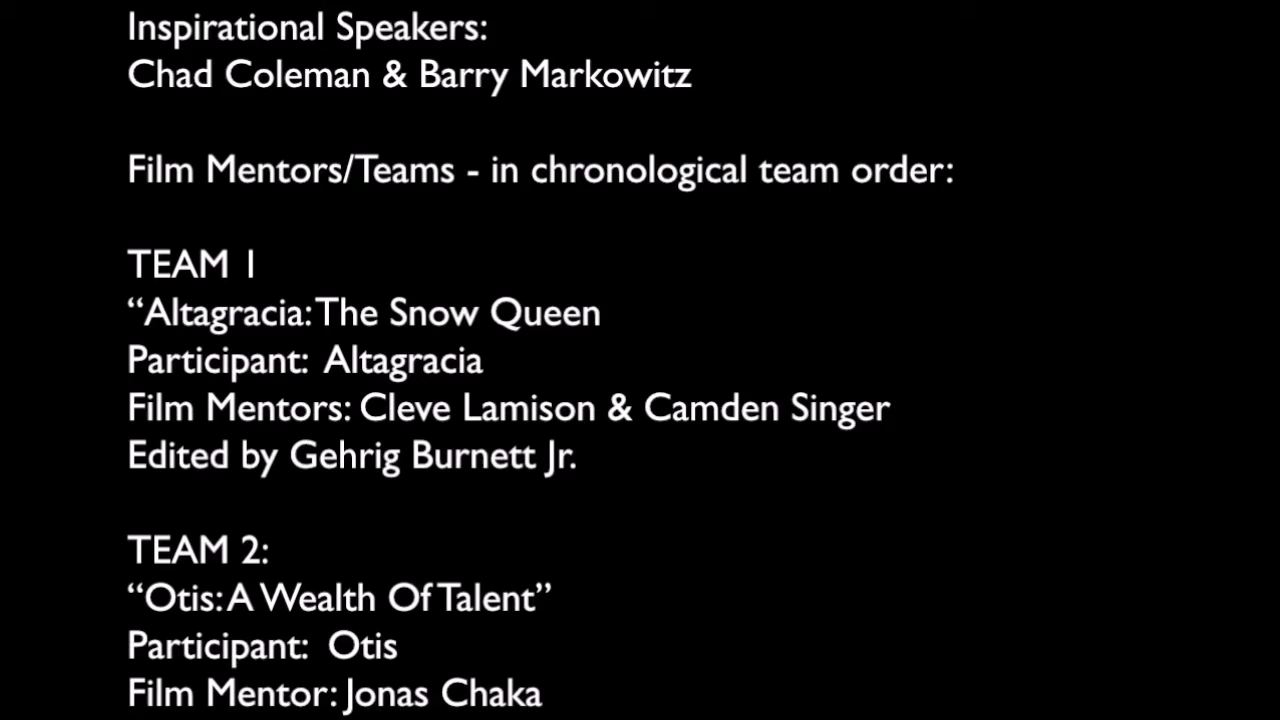 Inspirational Speakers:
Chad Coleman & Barry Markowitz
Film Mentors/Teams - in chronological team order:
TEAM 1
“Altagracia: The Snow Queen
Participant:  Altagracia
Film Mentors: Cleve Lamison & Camden Singer
Edited by Gehrig Burnett Jr.
TEAM 2:
“Otis: A Wealth Of Talent”
Participant:  Otis
Film Mentor: Jonas Chaka